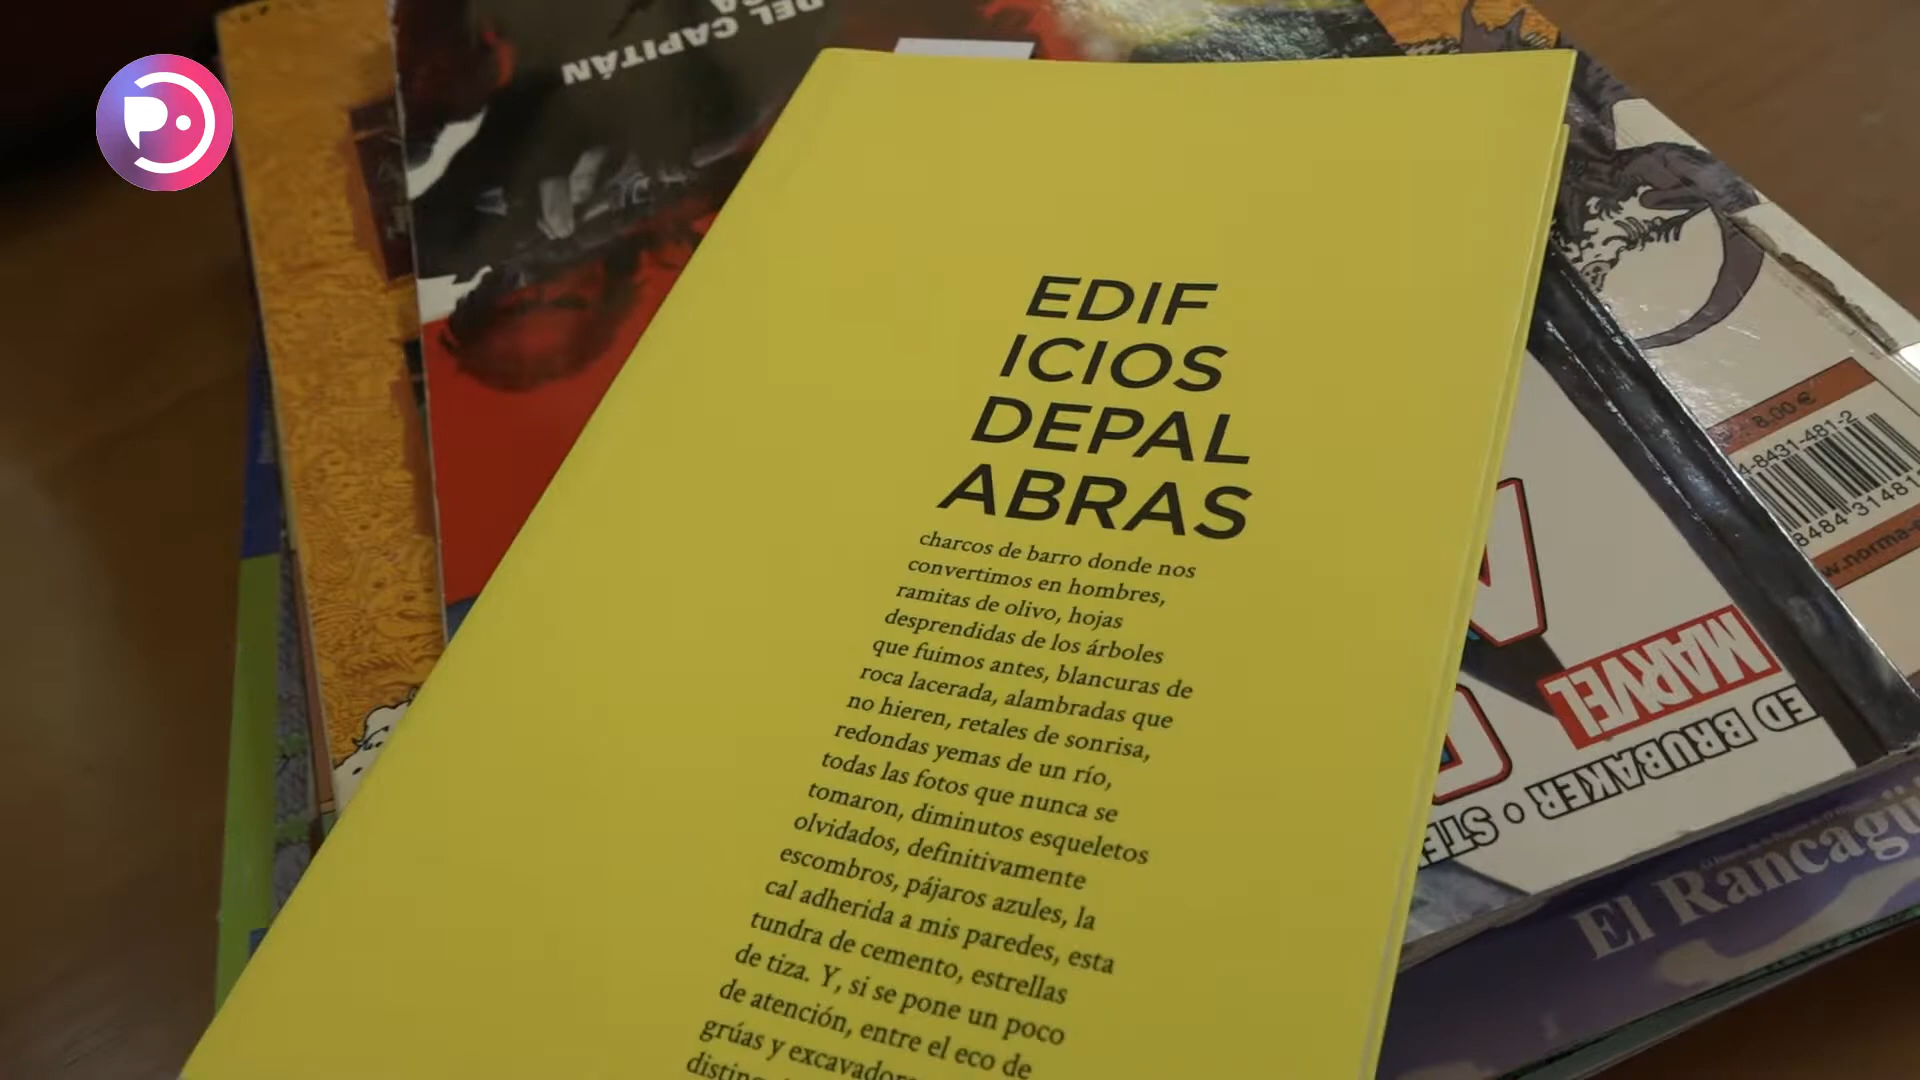 DEL CAPITÁN
EDIF
ICIOS
DEPAL
ABRAS
charcos de barro donde nos
convertimos en hombres,
ramitas de olivo, hojas
desprendidas de los árboles
que fuimos antes, blancuras de
roca lacerada, alambradas que
no hieren, retales de sonrisa,
redondas yemas de un río,
todas las fotos que nunca se
tomaron, diminutos esqueletos
olvidados, definitivamente
escombros, pájaros azules, la
cal adherida a mis paredes, esta
tundra de cemento, estrellas
de tiza. Y, si se pone un poco
de atención, entre el eco de
grúas y
8,00 €
4-8431-481-2
MARVEL
ED BRUBAKER •
El